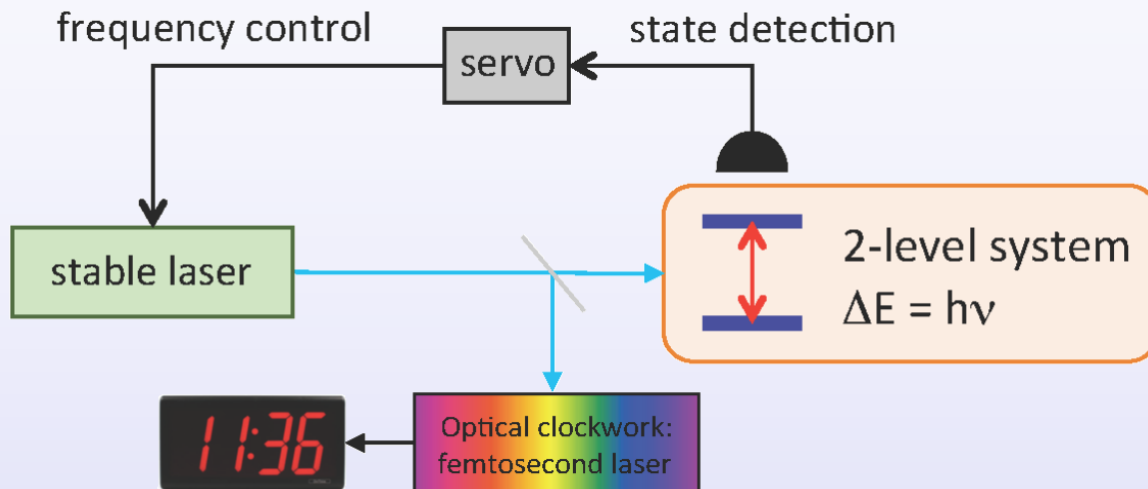 frequency control
servo
state detection
stable laser
2-level system
ΔE = hν
Optical clockwork:
femtosecond laser
11:36